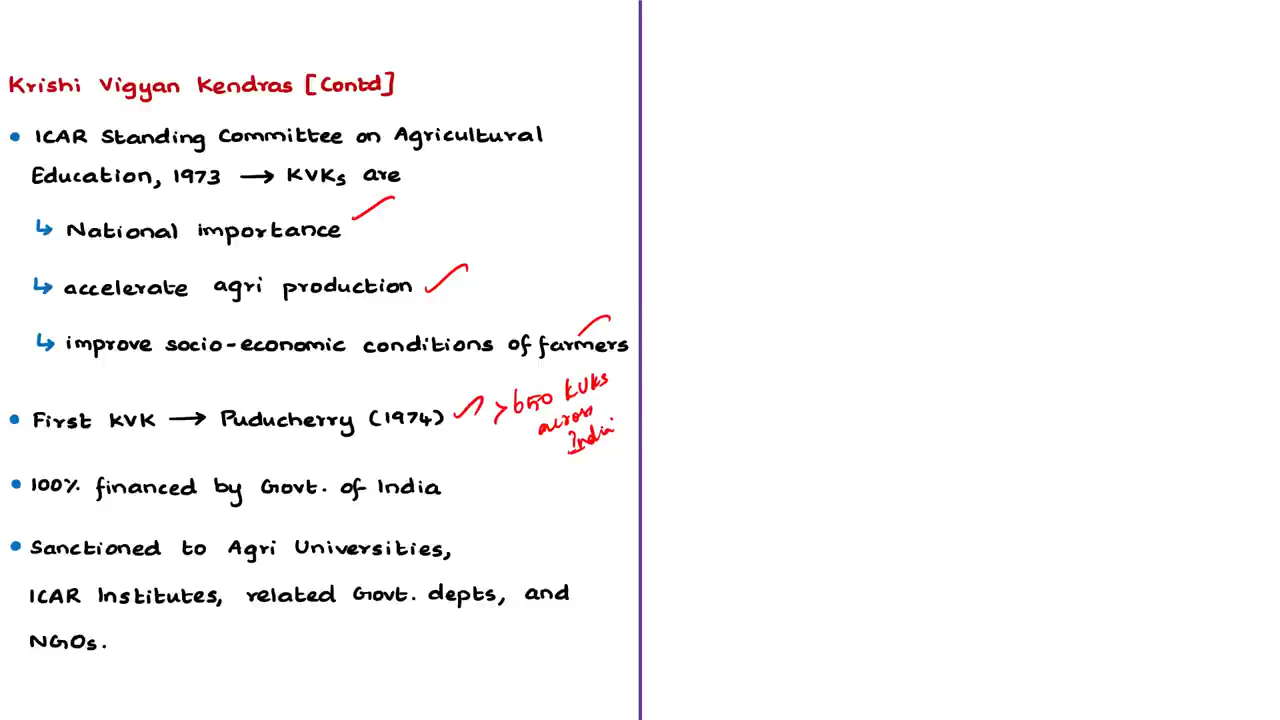 Krishi Vigyan Kendras [Contd]
• ICAR Standing Committee on Agricultural
Education, 1973 → KVKs are
↳ National importance
↳ accelerate agri production
↳ improve socio-economic conditions of farmers
• First KVK → Puducherry (1974)
>650 KVKs
across
India
• 100% financed by Govt. of India
• Sanctioned to Agri Universities,
ICAR Institutes, related Govt. depts, and
NGOs.